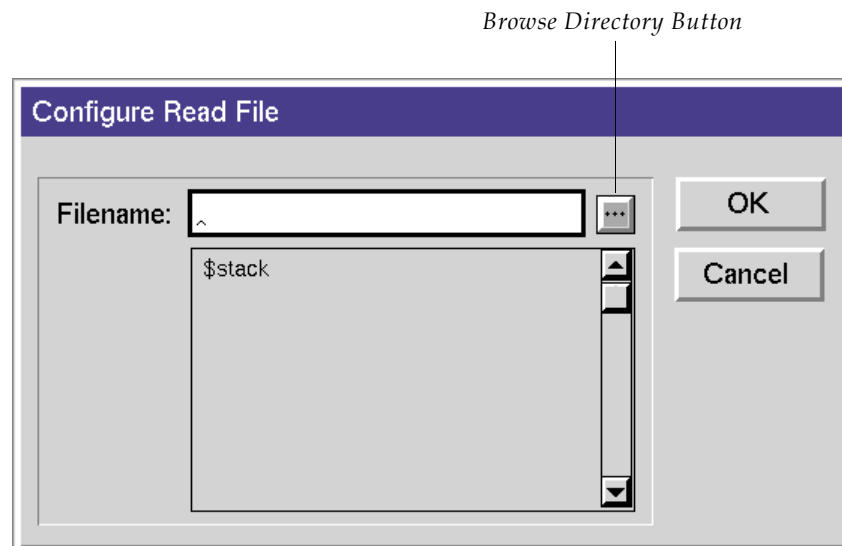 Browse Directory Button
Configure Read File
Filename:
^
...
OK
$stack
Cancel